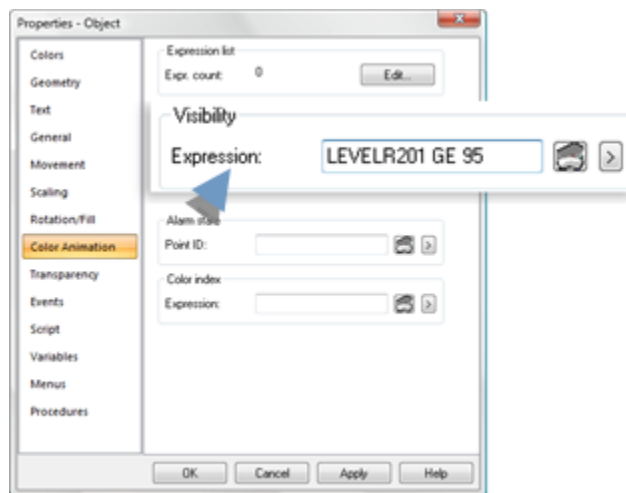 Properties - Object
Colors
Geometry
Text
General
Movement
Scaling
Rotation/Fill
Color Animation
Transparency
Events
Script
Variables
Menus
Procedures
Expression list
Expr. count: 0 Edit...
Visibility
Expression: LEVELR201 GE 95 >
Alarm state
Point ID: >
Color index
Expression: >
OK Cancel Apply Help